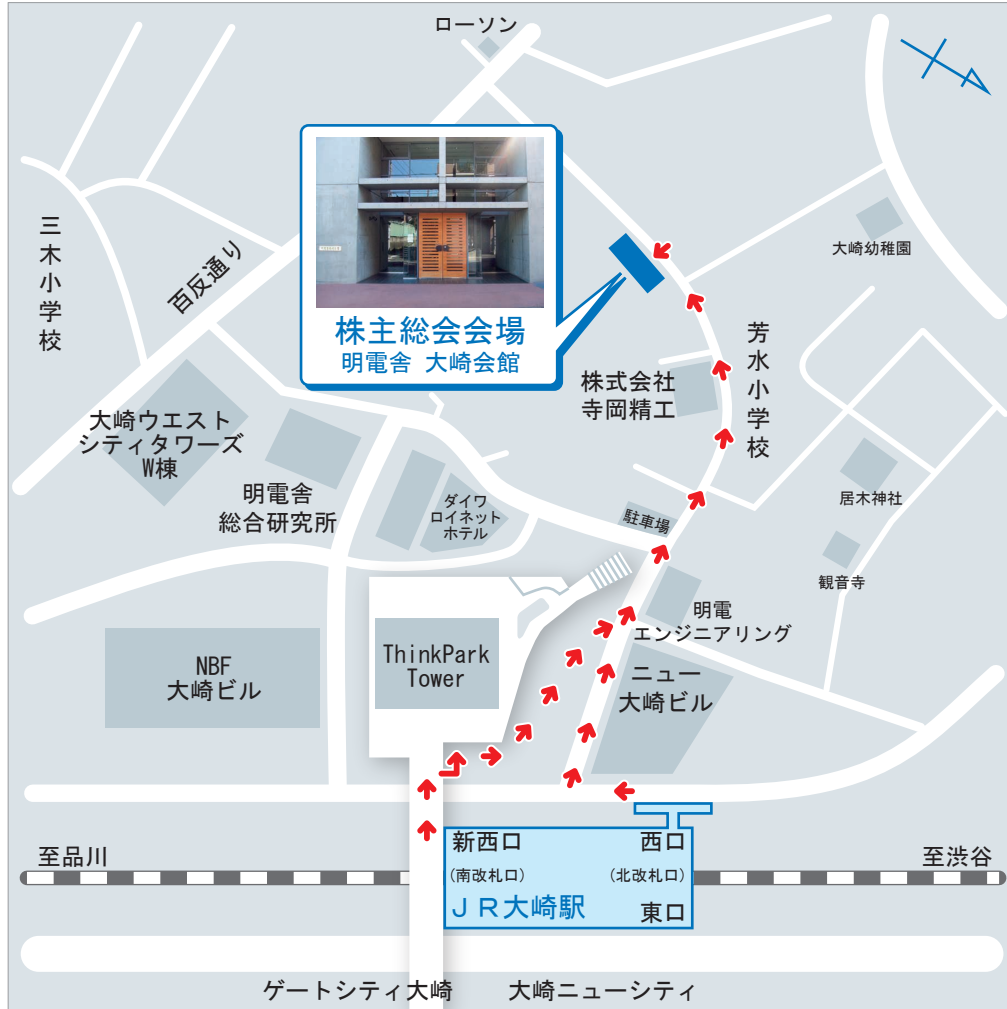 ローソン
三木小学校
百反通り
大崎幼稚園
株主総会会場
明電舎 大崎会館
芳水小学校
株式会社
寺岡精工
大崎ウエスト
シティタワーズ
W棟
明電舎
総合研究所
ダイワ
ロイネット
ホテル
駐車場
居木神社
観音寺
明電
エンジニアリング
ThinkPark
Tower
NBF
大崎ビル
ニュー
大崎ビル
新西口
西口
(南改札口)
(北改札口)
JR大崎駅
東口
至品川
至渋谷
ゲートシティ大崎
大崎ニューシティ